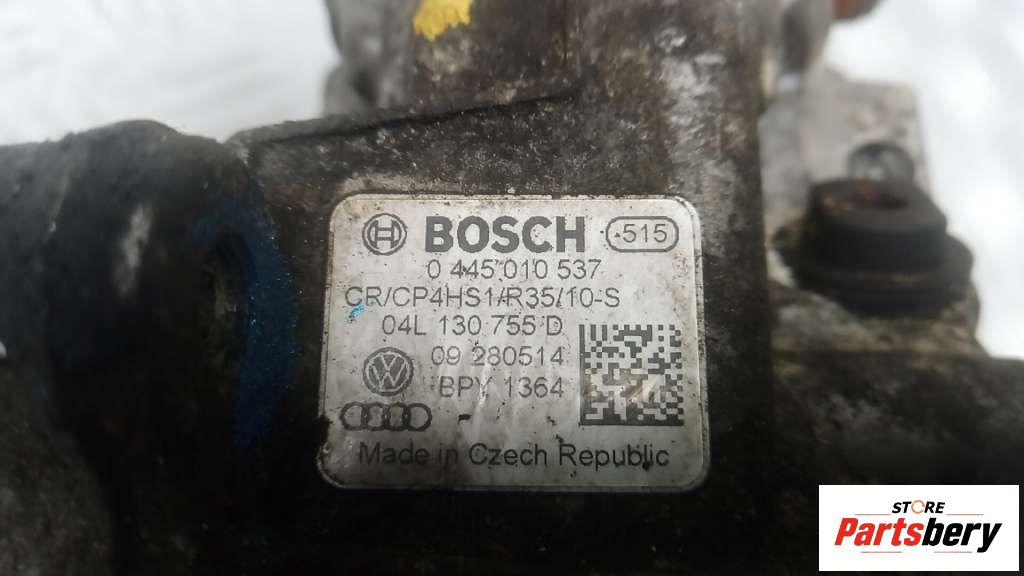 BOSCH ·515
0 445 010 537
CR/CP4HS1/R35/10-S
04L 130 755 D
09 280514
BPY 1364
Made in Czech Republic
STORE
Partsbery